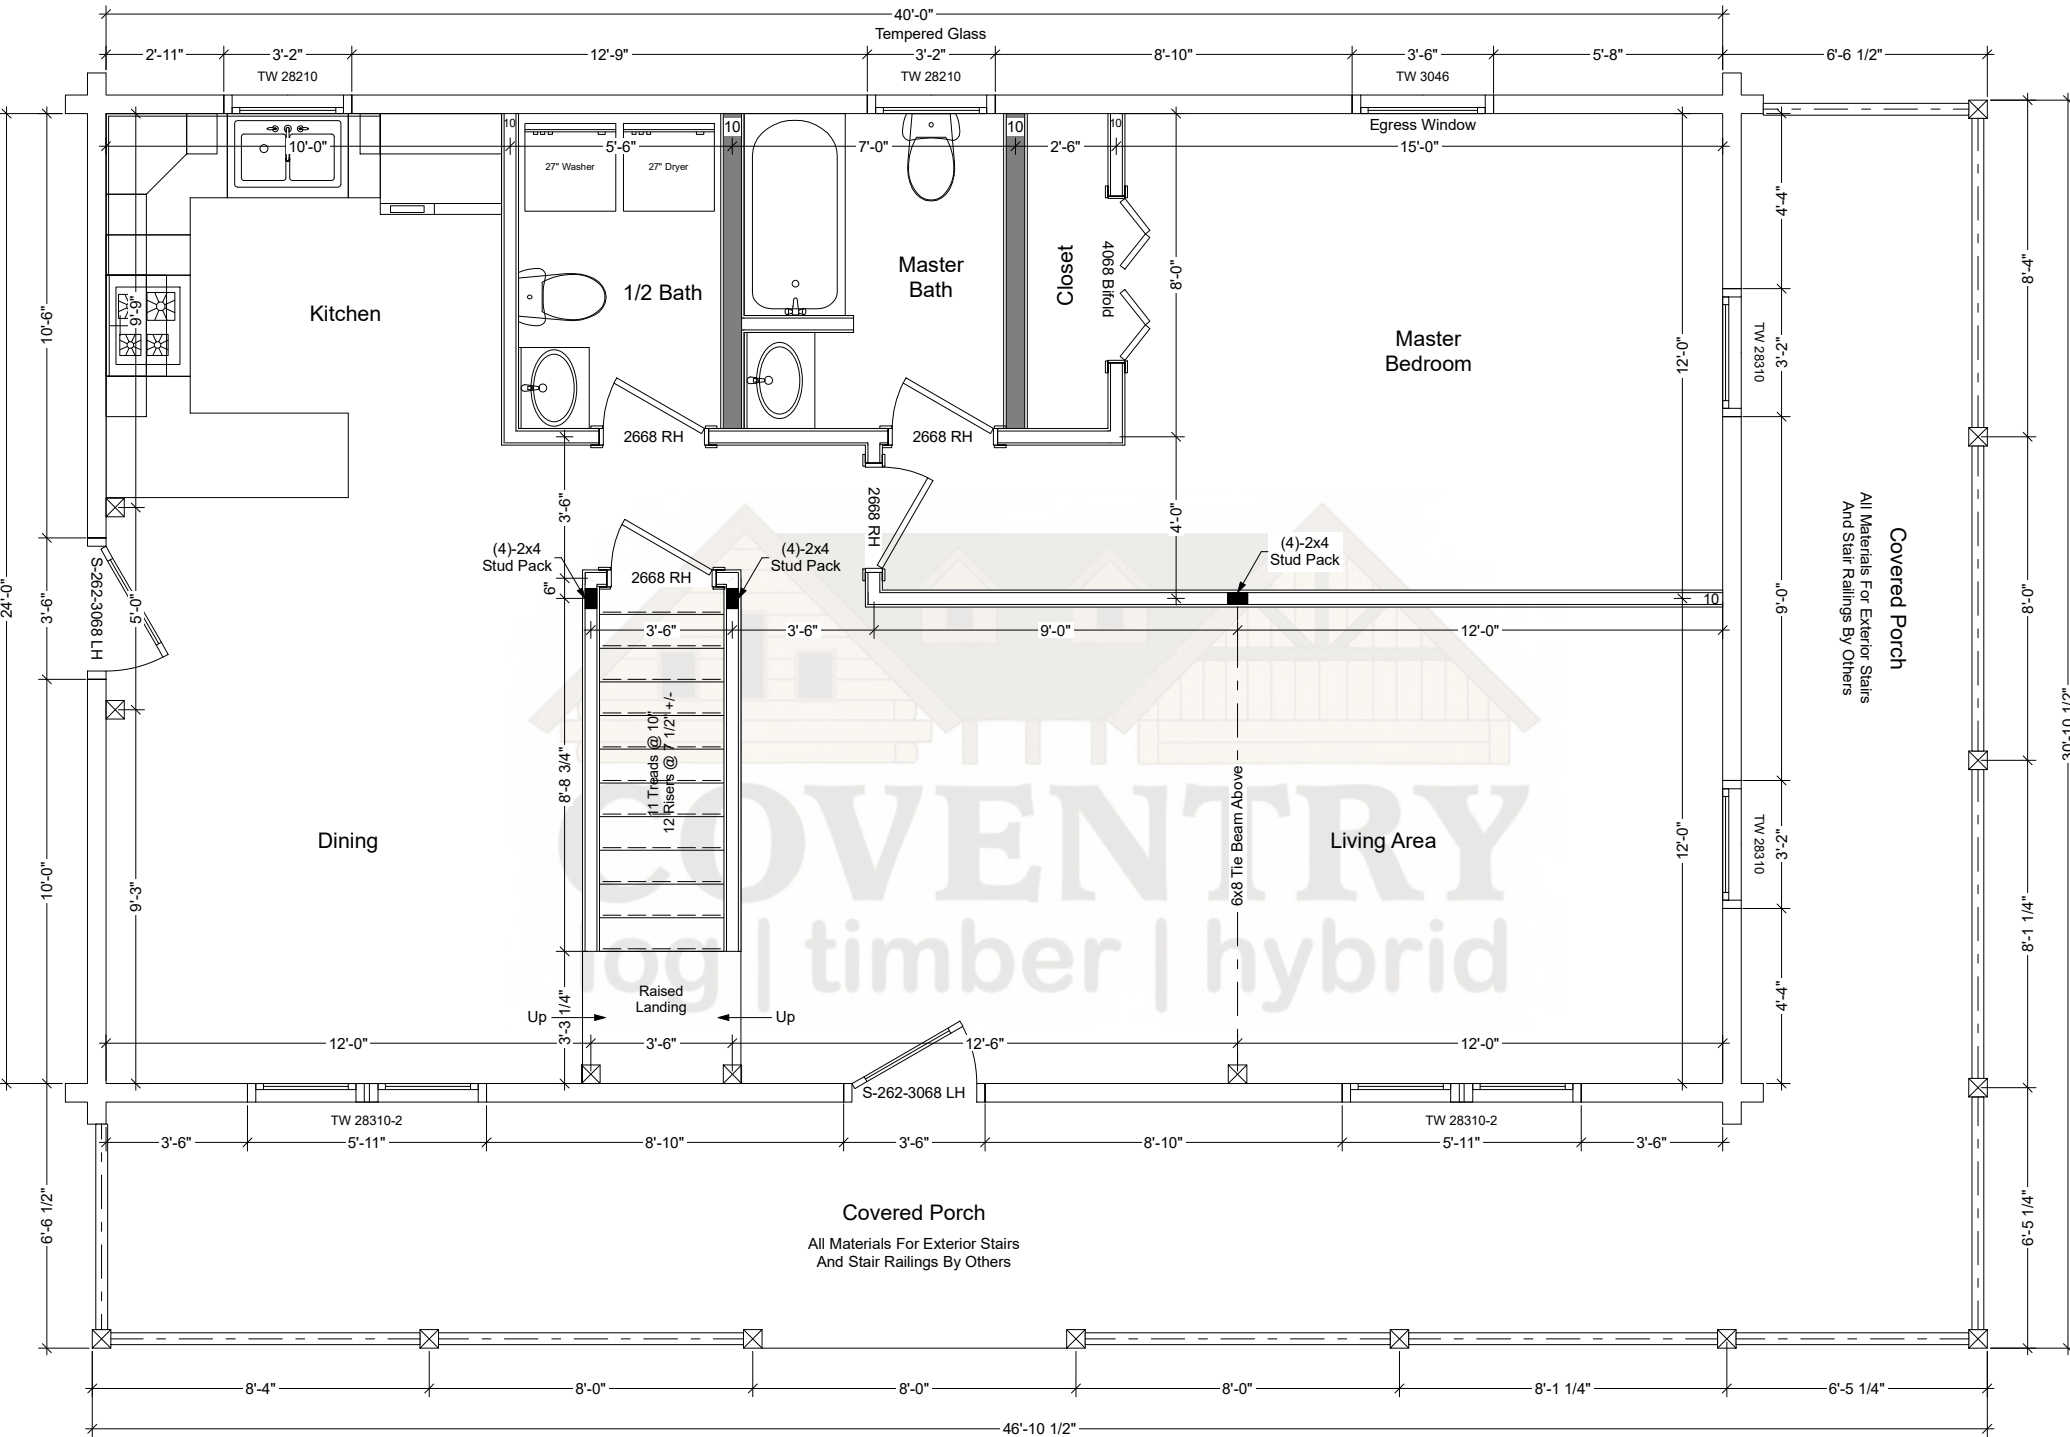 40'-0"
Tempered Glass
2'-11"
3'-2"
12'-9"
3'-2"
8'-10"
3'-6"
5'-8"
6'-6 1/2"
TW 28210
TW 28210
TW 3046
Egress Window
10
10
10
10
10'-0"
5'-6"
7'-0"
2'-6"
15'-0"
27" Washer
27" Dryer
4'-4"
8'-4"
Kitchen
1/2 Bath
Master
Bath
Closet
4068 Bifold
8'-0"
Master
Bedroom
12'-0"
TW 28310
3'-2"
10'-6"
9'-9"
2668 RH
2668 RH
2668 RH
3'-6"
4'-0"
(4)-2x4
Stud Pack
(4)-2x4
Stud Pack
(4)-2x4
Stud Pack
2668 RH
6"
10
24'-0"
3'-6"
S-262-3068 LH
5'-0"
3'-6"
3'-6"
9'-0"
12'-0"
9'-0"
8'-0"
Covered Porch
All Materials For Exterior Stairs
And Stair Railings By Others
30'-10 1/2"
8'-8 3/4"
11 Treads @ 10"
12 Risers @ 7 1/2" +/-
6x8 Tie Beam Above
COVENTRY
log | timber | hybrid
Dining
Living Area
12'-0"
TW 28310
3'-2"
10'-0"
9'-3"
8'-1 1/4"
4'-4"
Raised
Landing
Up
Up
3'-3 1/4"
12'-0"
3'-6"
12'-6"
12'-0"
S-262-3068 LH
TW 28310-2
TW 28310-2
3'-6"
5'-11"
8'-10"
3'-6"
8'-10"
5'-11"
3'-6"
6'-6 1/2"
6'-5 1/4"
Covered Porch
All Materials For Exterior Stairs
And Stair Railings By Others
8'-4"
8'-0"
8'-0"
8'-0"
8'-1 1/4"
6'-5 1/4"
46'-10 1/2"